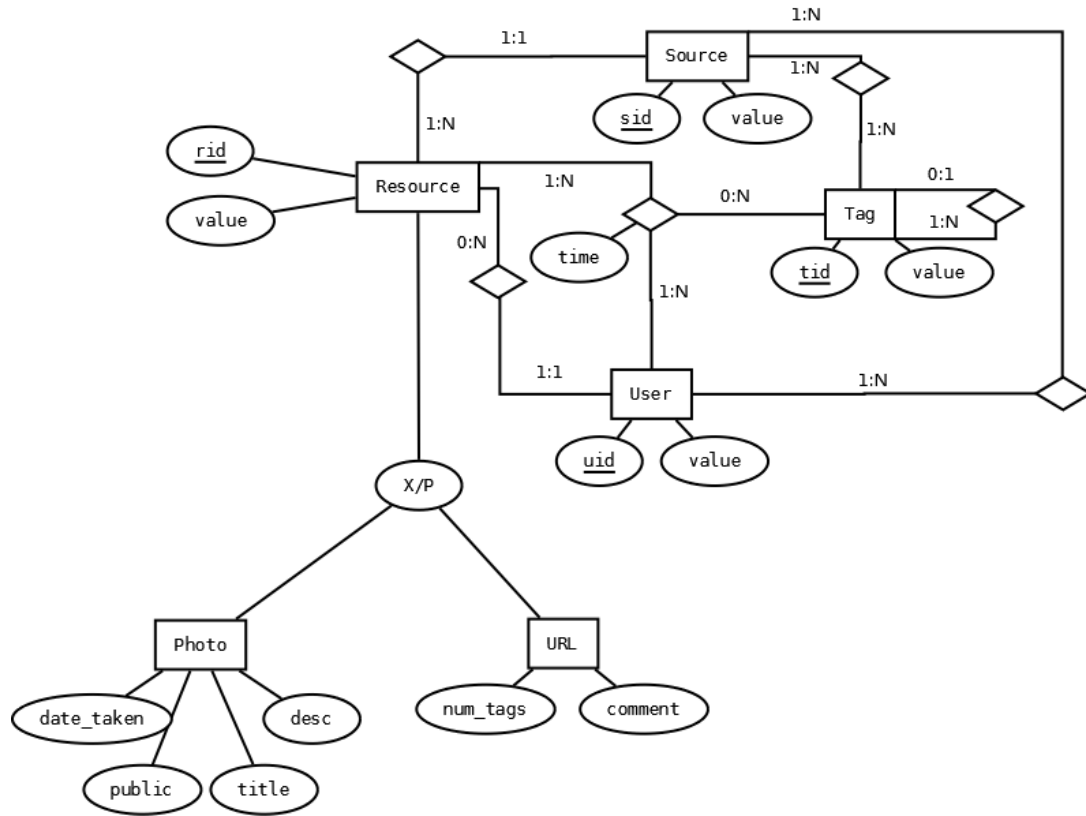 1:N
1:1
Source
1:N
sid
value
1:N
1:N
rid
Resource
1:N
0:1
value
0:N
Tag
1:N
0:N
time
tid
value
1:N
1:1
User
1:N
uid
value
X/P
Photo
URL
date_taken
desc
num_tags
comment
public
title